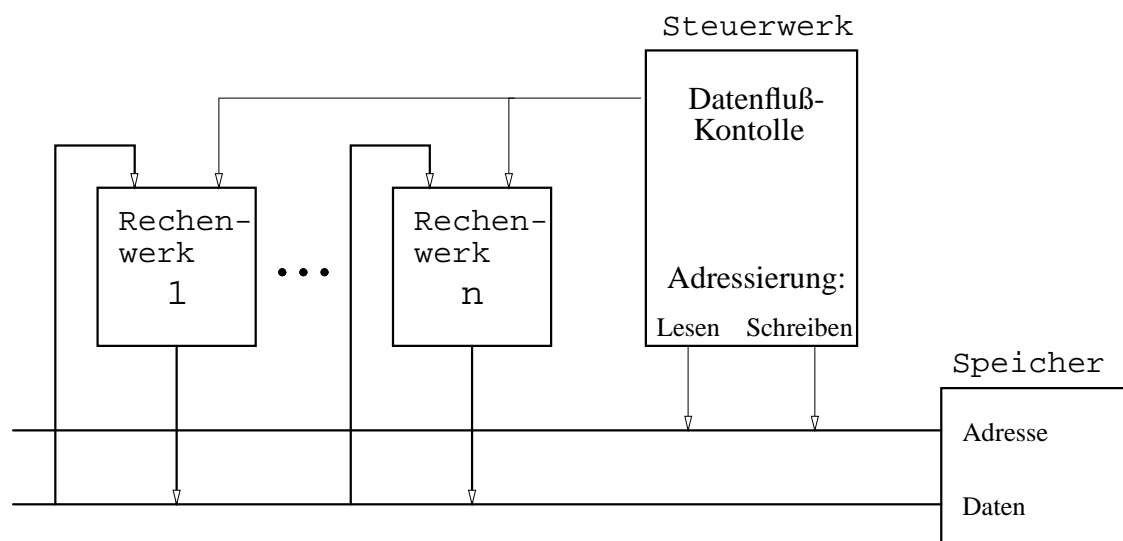 Steuerwerk
Datenfluß-
Kontolle
Rechen-
werk
1
Rechen-
werk
n
Adressierung:
Lesen Schreiben
Speicher
Adresse
Daten